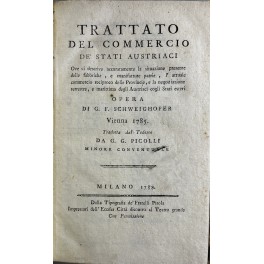 TRATTATO
DEL COMMERCIO
DE' STATI AUSTRIACI
Ove si descrive accuratamente la situazione presente
delle fabbriche, e manifatture patrie, l' attuale
commercio reciproco delle Provincie, e la negoziazione
terrestre, e marittima degli Austriaci cogli Stati esteri
OPERA
DI G. F. SCHWEIGHOFER
Vienna 1785.
Tradotta dal Tedesco
DA G. G. PICOLLI
MINORE CONVENTUALE
MILANO
Dalla Tipografia de' Fratelli Pirola
Impressori dell' Eccelsa Città dirimpetto al Teatro grande
Con Permissione